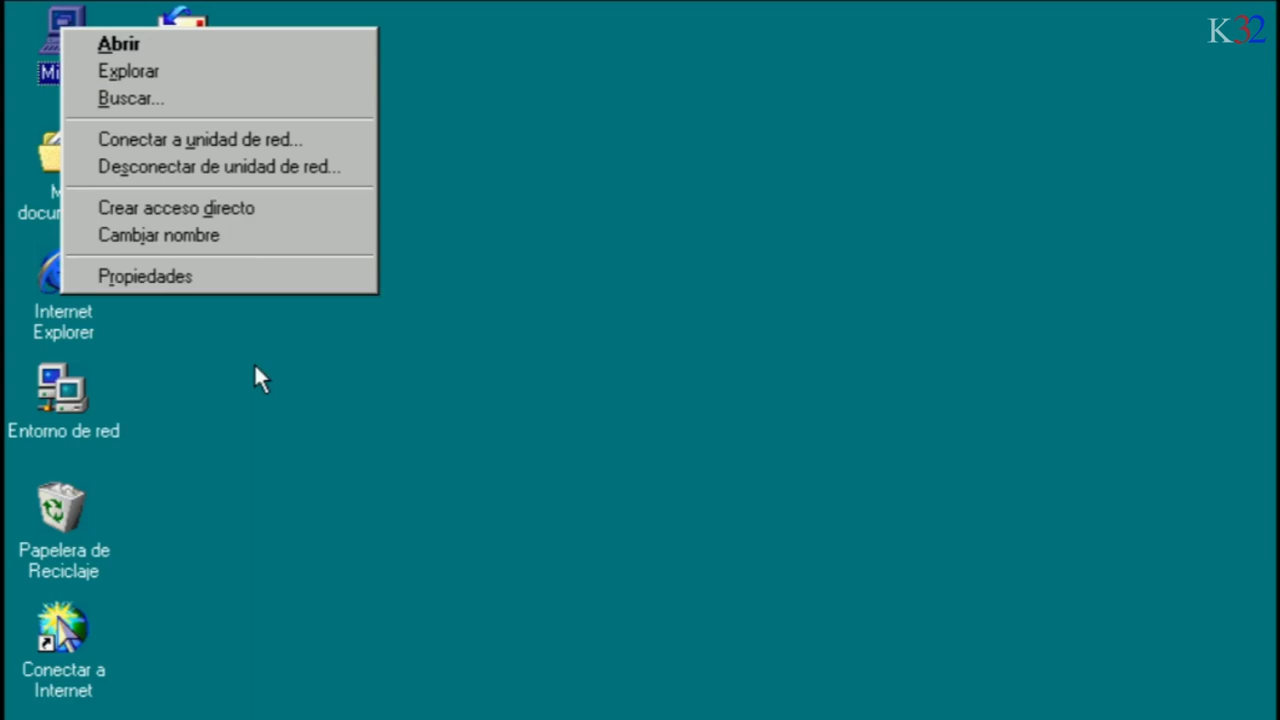 K32
Abrir
Explorar
Buscar...
Conectar a unidad de red...
Desconectar de unidad de red...
Crear acceso directo
Cambiar nombre
Propiedades
Mi
Internet
Explorer
Entorno de red
Papelera de
Reciclaje
Conectar a
Internet